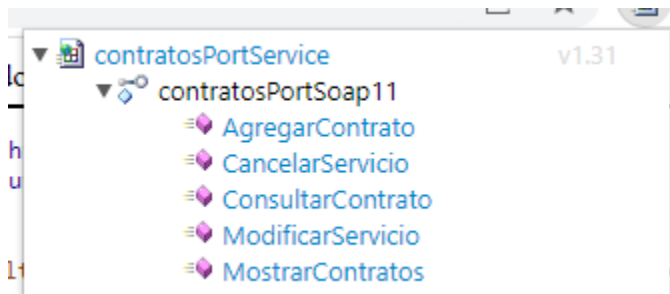 contratosPortService v1.31
contratosPortSoap11
AgregarContrato
CancelarServicio
ConsultarContrato
ModificarServicio
MostrarContratos